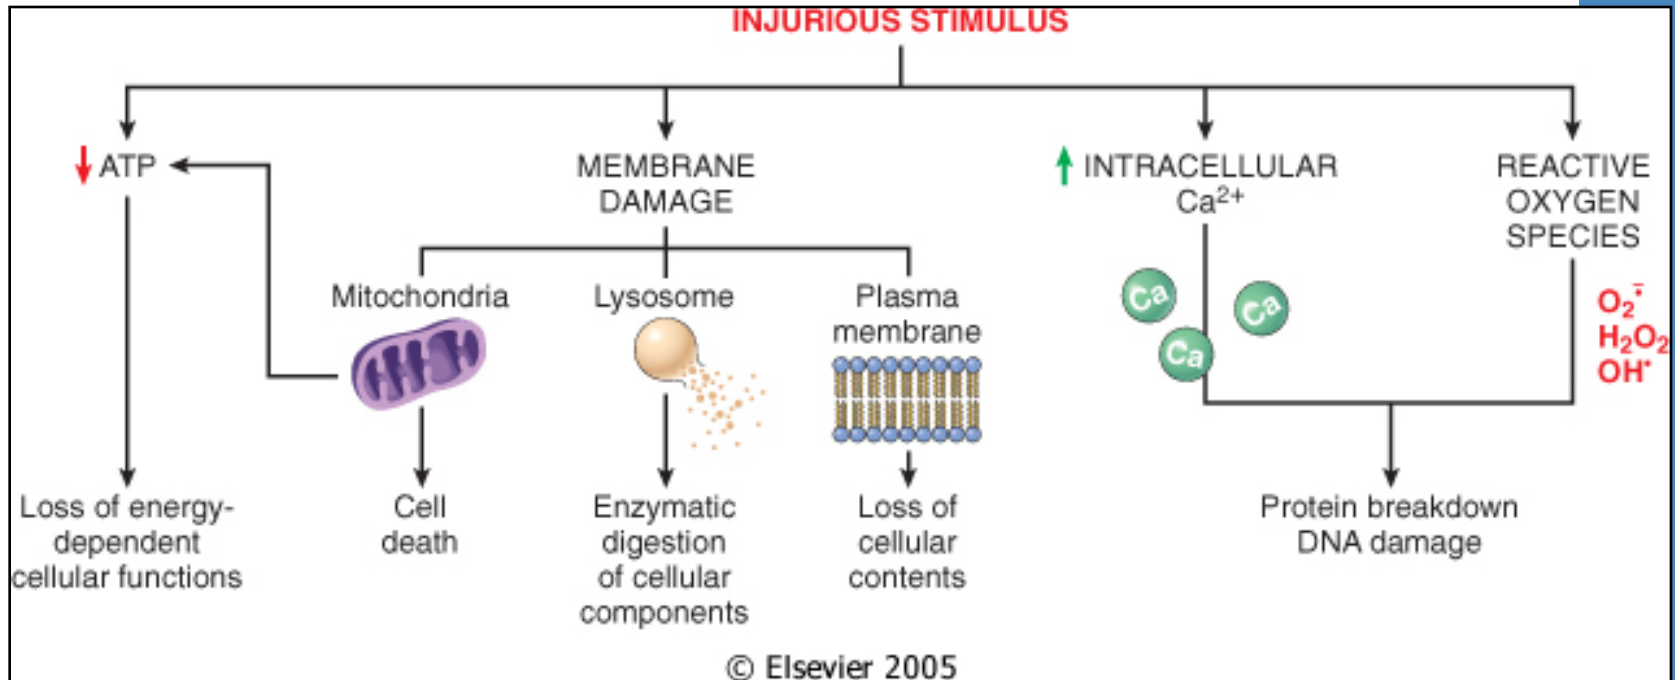 INJURIOUS STIMULUS
ATP
MEMBRANE
DAMAGE
INTRACELLULAR
Ca²⁺
REACTIVE
OXYGEN
SPECIES
Mitochondria
Lysosome
Plasma
membrane
Ca
Ca
Ca
O₂⁻•
H₂O₂
OH•
Loss of energy-
dependent
cellular functions
Cell
death
Enzymatic
digestion
of cellular
components
Loss of
cellular
contents
Protein breakdown
DNA damage
© Elsevier 2005